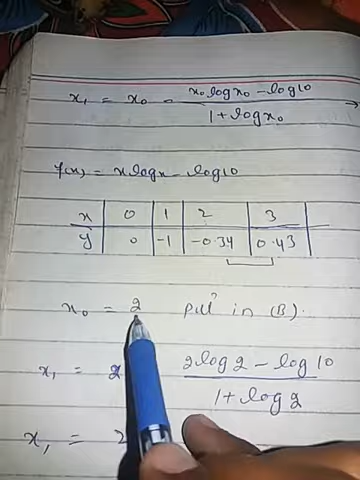 x₁ = x₀ - x₀ log x₀ - log 10 / 1 + log x₀
f(x) = x log x - log 10
x 0 1 2 3
y 0 -1 -0.34 0.43
x₀ = 2 put in (B).
x₁ = 2 2 log 2 - log 10 / 1 + log 2
x₁ = 2